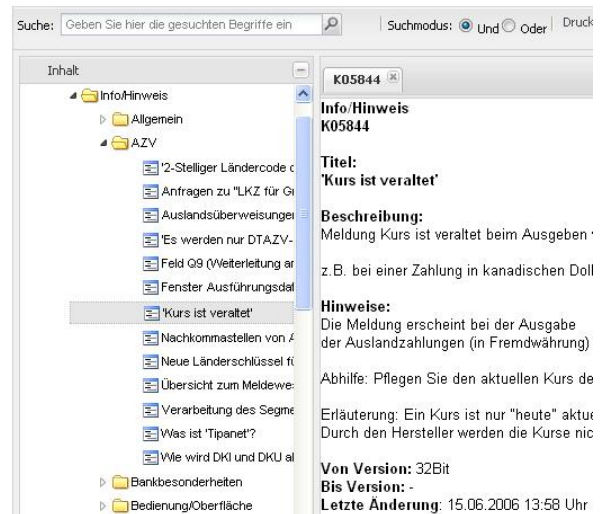 Suche: Geben Sie hier die gesuchten Begriffe ein
Suchmodus: Und Oder Druck
Inhalt
Info/Hinweis
Allgemein
AZV
'2-Stelliger Ländercode
Anfragen zu "LKZ für
Auslandsüberweisunge
'Es werden nur DTAZV-
Feld Q9 (Weiterleitung
Fenster Ausführungsda
'Kurs ist veraltet'
Nachkommastellen von
Neue Länderschlüssel
Übersicht zum Meldewe
Verarbeitung des Segme
Was ist 'Tipanet'?
Wie wird DKI und DKU
Bankbesonderheiten
Bedienung/Oberfläche
K05844
Info/Hinweis
K05844
Titel:
'Kurs ist veraltet'
Beschreibung:
Meldung Kurs ist veraltet beim Ausgeben
z.B. bei einer Zahlung in kanadischen Doll
Hinweise:
Die Meldung erscheint bei der Ausgabe
der Auslandzahlungen (in Fremdwährung)
Abhilfe: Pflegen Sie den aktuellen Kurs de
Erläuterung: Ein Kurs ist nur "heute" aktue
Durch den Hersteller werden die Kurse nic
Von Version: 32Bit
Bis Version: -
Letzte Änderung: 15.06.2006 13:58 Uhr